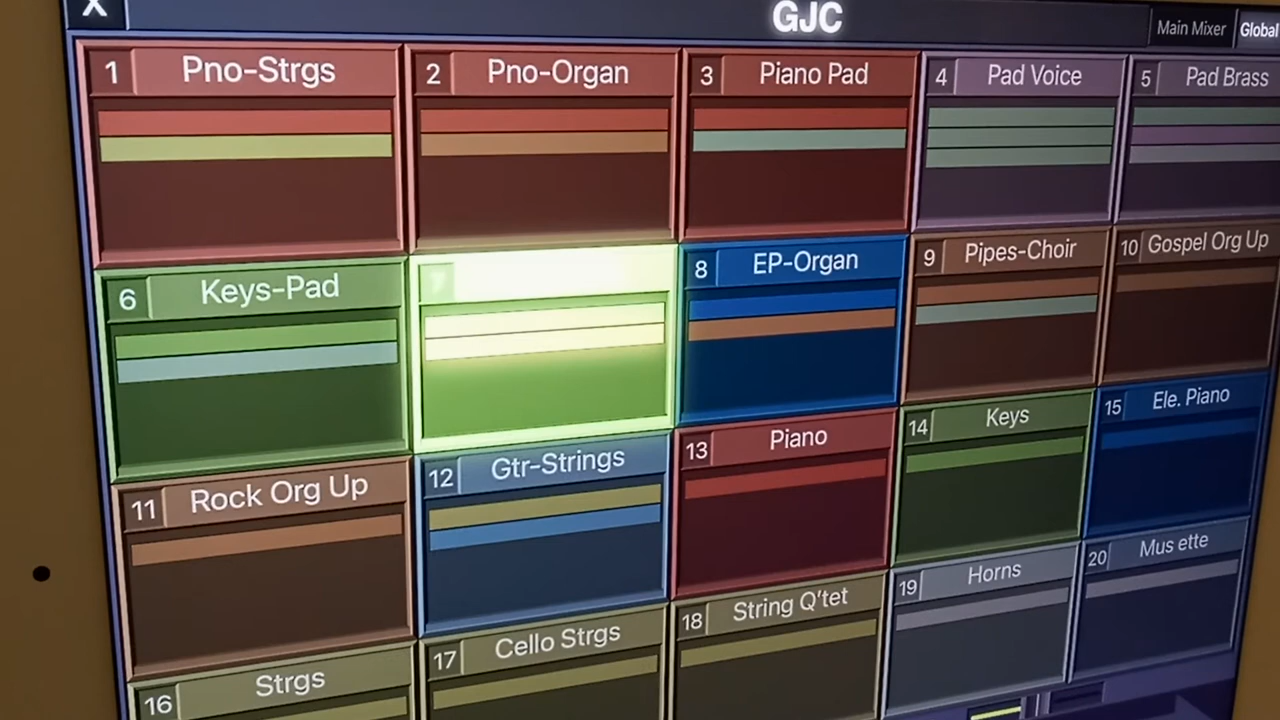 X
GJC
Main Mixer
Global
1 Pno-Strgs
2 Pno-Organ
3 Piano Pad
4 Pad Voice
5 Pad Brass
6 Keys-Pad
7
8 EP-Organ
9 Pipes-Choir
10 Gospel Org Up
11 Rock Org Up
12 Gtr-Strings
13 Piano
14 Keys
15 Ele. Piano
16 Strgs
17 Cello Strgs
18 String Q'tet
19 Horns
20 Mus ette